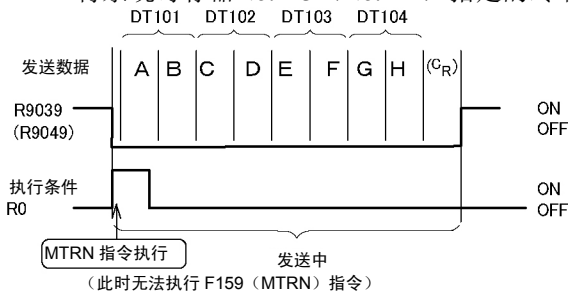 DT101 DT102 DT103 DT104
发送数据 A B C D E F G H (CR)
R9039
(R9049)
ON
OFF
执行条件
R0
ON
OFF
MTRN 指令执行
发送中
(此时无法执行 F159（MTRN）指令)